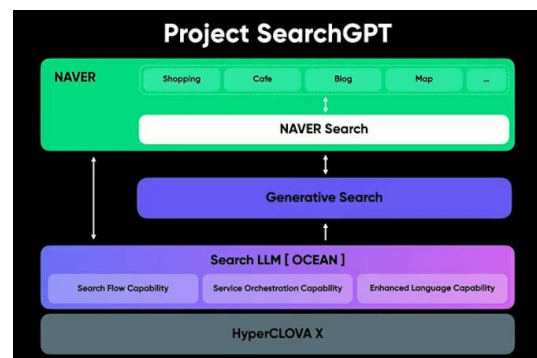 Project SearchGPT
NAVER
Shopping
Cafe
Blog
Map
...
NAVER Search
Generative Search
Search LLM [ OCEAN ]
Search Flow Capability
Service Orchestration Capability
Enhanced Language Capability
HyperCLOVA X